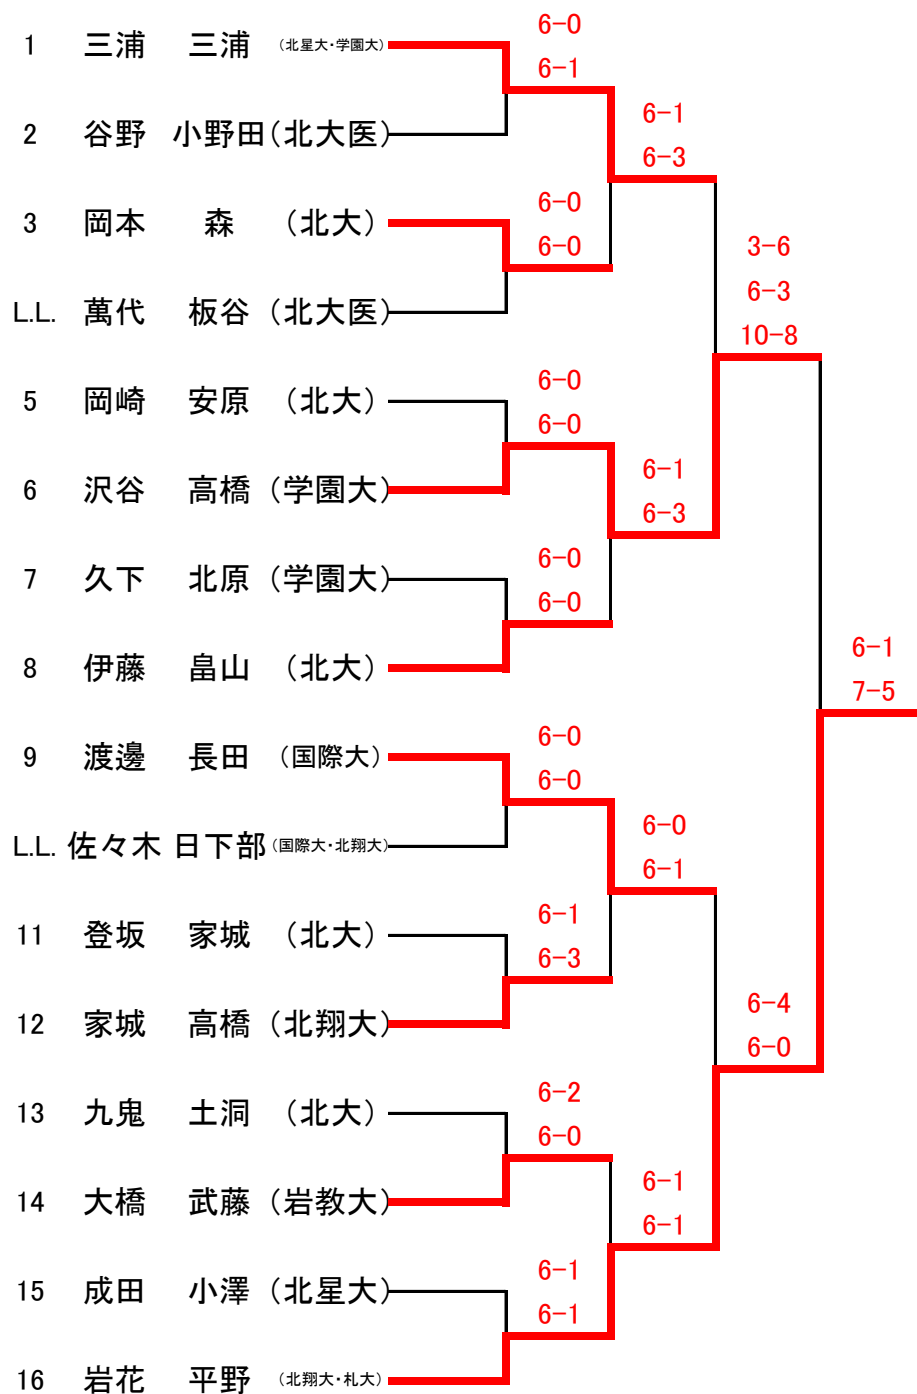 6-0
1 三浦 三浦 (北星大・学園大)
6-1
6-1
2 谷野 小野田(北大医)
6-3
6-0
3 岡本 森 (北大)
6-0
3-6
6-3
L.L. 萬代 板谷 (北大医)
10-8
6-0
5 岡崎 安原 (北大)
6-0
6-1
6 沢谷 高橋 (学園大)
6-3
6-0
7 久下 北原 (学園大)
6-0
6-1
8 伊藤 畠山 (北大)
7-5
6-0
9 渡邊 長田 (国際大)
6-0
6-0
L.L. 佐々木 日下部 (国際大・北翔大)
6-1
6-1
11 登坂 家城 (北大)
6-3
6-4
12 家城 高橋 (北翔大)
6-0
6-2
13 九鬼 土洞 (北大)
6-0
6-1
14 大橋 武藤 (岩教大)
6-1
6-1
15 成田 小澤 (北星大)
6-1
16 岩花 平野 (北翔大・札大)